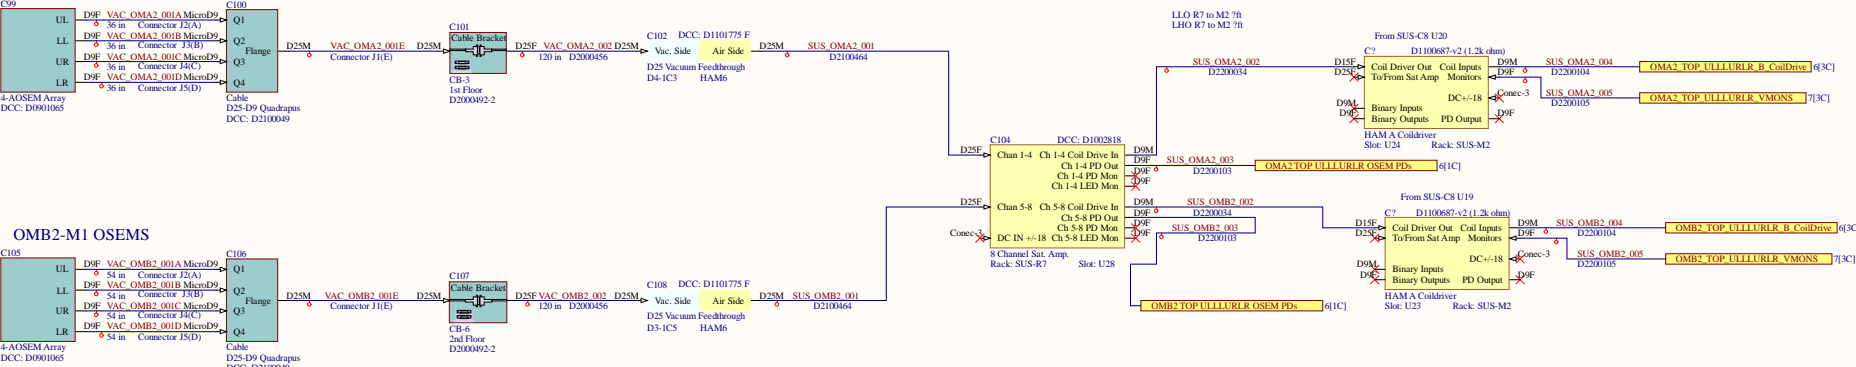 C99
UL
LL
UR
LR
4-AOSEM Array
DCC: D0901065
D9F VAC_OMA2_001A MicroD9
36 in Connector J2(A)
D9F VAC_OMA2_001B MicroD9
36 in Connector J3(B)
D9F VAC_OMA2_001C MicroD9
36 in Connector J4(C)
D9F VAC_OMA2_001D MicroD9
36 in Connector J5(D)
C100
Q1
Q2
Flange
Q3
Q4
Cable
D25-D9 Quadrapus
DCC: D2100049
D25M VAC_OMA2_001E D25M
Connector J1(E)
C101
Cable Bracket
CB-3
1st Floor
D2000492-2
D25F VAC_OMA2_002 D25M
120 in D2000456
C102 DCC: D1101775 F
Vac. Side Air Side
D25 Vacuum Feedthrough
D4-1C3 HAM6
D25M SUS_OMA2_001
D2100464
D25F
LLO R7 to M2 ?ft
LHO R7 to M2 ?ft
C104 DCC: D1002818
Chan 1-4 Ch 1-4 Coil Drive In
Ch 1-4 PD Out
Ch 1-4 PD Mon
Ch 1-4 LED Mon
Chan 5-8 Ch 5-8 Coil Drive In
Ch 5-8 PD Out
Ch 5-8 PD Mon
DC IN +/-18 Ch 5-8 LED Mon
8 Channel Sat. Amp.
Rack: SUS-R7 Slot: U28
D25F
Conec-3
D9M
D9F
D9F
D9F
D9M
D9F
D9F
D9F
SUS_OMA2_002
D2200034
SUS_OMA2_003
D2200103
OMA2 TOP ULLLURLR OSEM PDs 6[1C]
From SUS-C8 U20
C? D1100687-v2 (1.2k ohm)
D15F
D25F
D9M
D9F
Coil Driver Out Coil Inputs
To/From Sat Amp Monitors
DC+/-18
Binary Inputs
Binary Outputs PD Output
HAM A Coildriver
Slot: U24 Rack: SUS-M2
D9M
D9F
Conec-3
D9F
SUS_OMA2_004
D2200104
OMA2_TOP_ULLLURLR_B_CoilDrive 6[3C]
SUS_OMA2_005
D2200105
OMA2_TOP_ULLLURLR_VMONS 7[3C]
SUS_OMB2_002
D2200034
SUS_OMB2_003
D2200103
OMB2 TOP ULLLURLR OSEM PDs 6[1C]
From SUS-C8 U19
C? D1100687-v2 (1.2k ohm)
D15F
D25F
D9M
D9F
Coil Driver Out Coil Inputs
To/From Sat Amp Monitors
DC+/-18
Binary Inputs
Binary Outputs PD Output
HAM A Coildriver
Slot: U23 Rack: SUS-M2
D9M
D9F
Conec-3
D9F
SUS_OMB2_004
D2200104
OMB2_TOP_ULLLURLR_B_CoilDrive 6[3C
SUS_OMB2_005
D2200105
OMB2_TOP_ULLLURLR_VMONS 7[3C]
OMB2-M1 OSEMS
C105
UL
LL
UR
LR
4-AOSEM Array
DCC: D0901065
D9F VAC_OMB2_001A MicroD9
54 in Connector J2(A)
D9F VAC_OMB2_001B MicroD9
54 in Connector J3(B)
D9F VAC_OMB2_001C MicroD9
54 in Connector J4(C)
D9F VAC_OMB2_001D MicroD9
54 in Connector J5(D)
C106
Q1
Q2
Flange
Q3
Q4
Cable
D25-D9 Quadrapus
DCC: D2100049
D25M VAC_OMB2_001E D25M
Connector J1(E)
C107
Cable Bracket
CB-6
2nd Floor
D2000492-2
D25F VAC_OMB2_002 D25M
120 in D2000456
C108 DCC: D1101775 F
Vac. Side Air Side
D25 Vacuum Feedthrough
D3-1C5 HAM6
D25M SUS_OMB2_001
D2100464